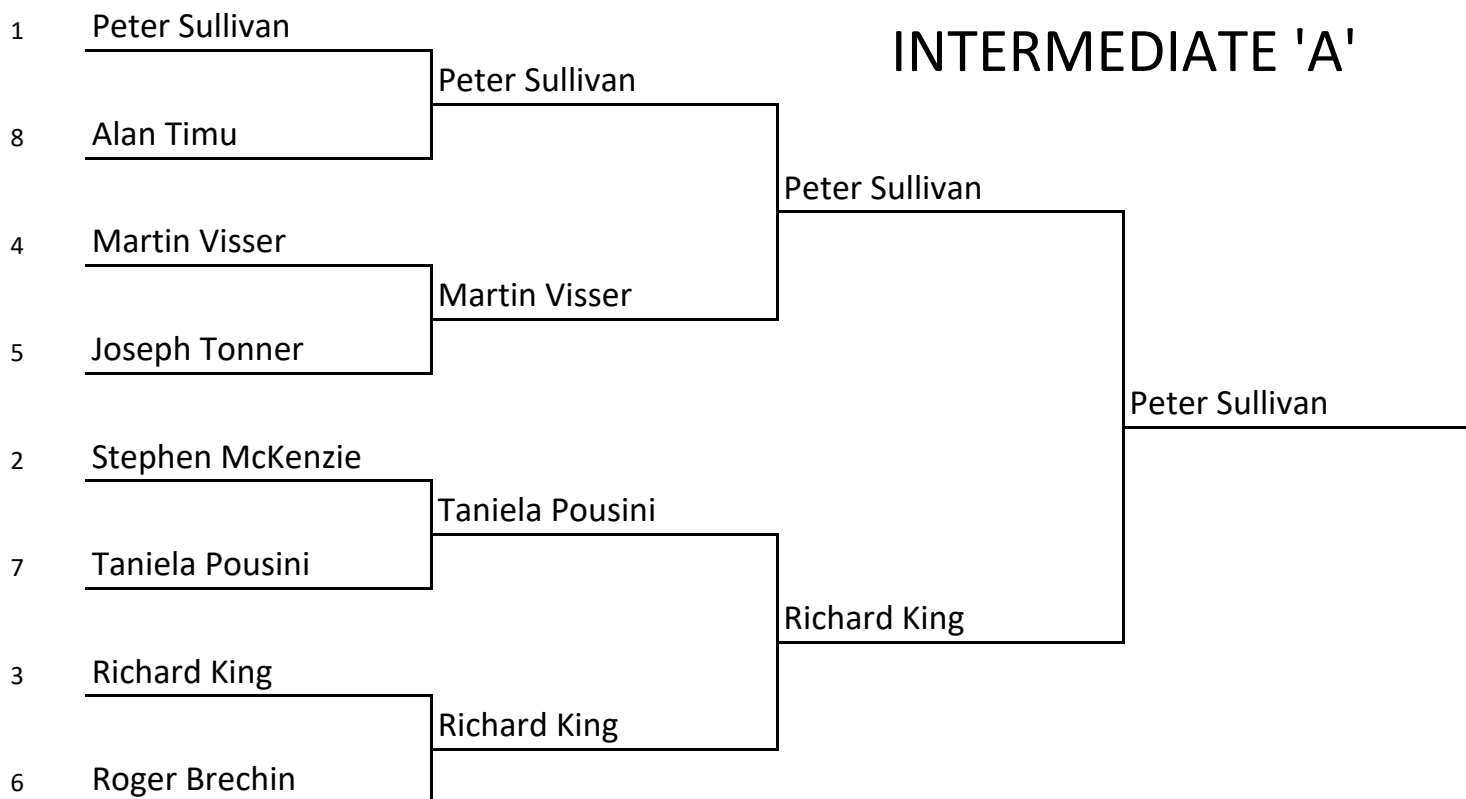 INTERMEDIATE 'A'
1 Peter Sullivan
Peter Sullivan
8 Alan Timu
Peter Sullivan
4 Martin Visser
Martin Visser
5 Joseph Tonner
Peter Sullivan
2 Stephen McKenzie
Taniela Pousini
7 Taniela Pousini
Richard King
3 Richard King
Richard King
6 Roger Brechin